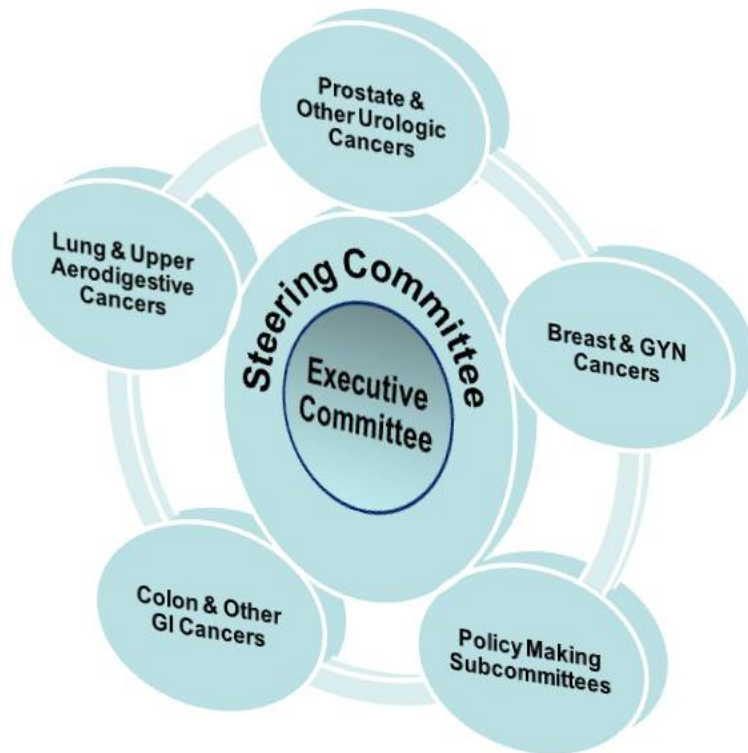 Prostate &
Other Urologic
Cancers
Lung & Upper
Aerodigestive
Cancers
Steering Committee
Executive
Committee
Breast & GYN
Cancers
Colon & Other
GI Cancers
Policy Making
Subcommittees